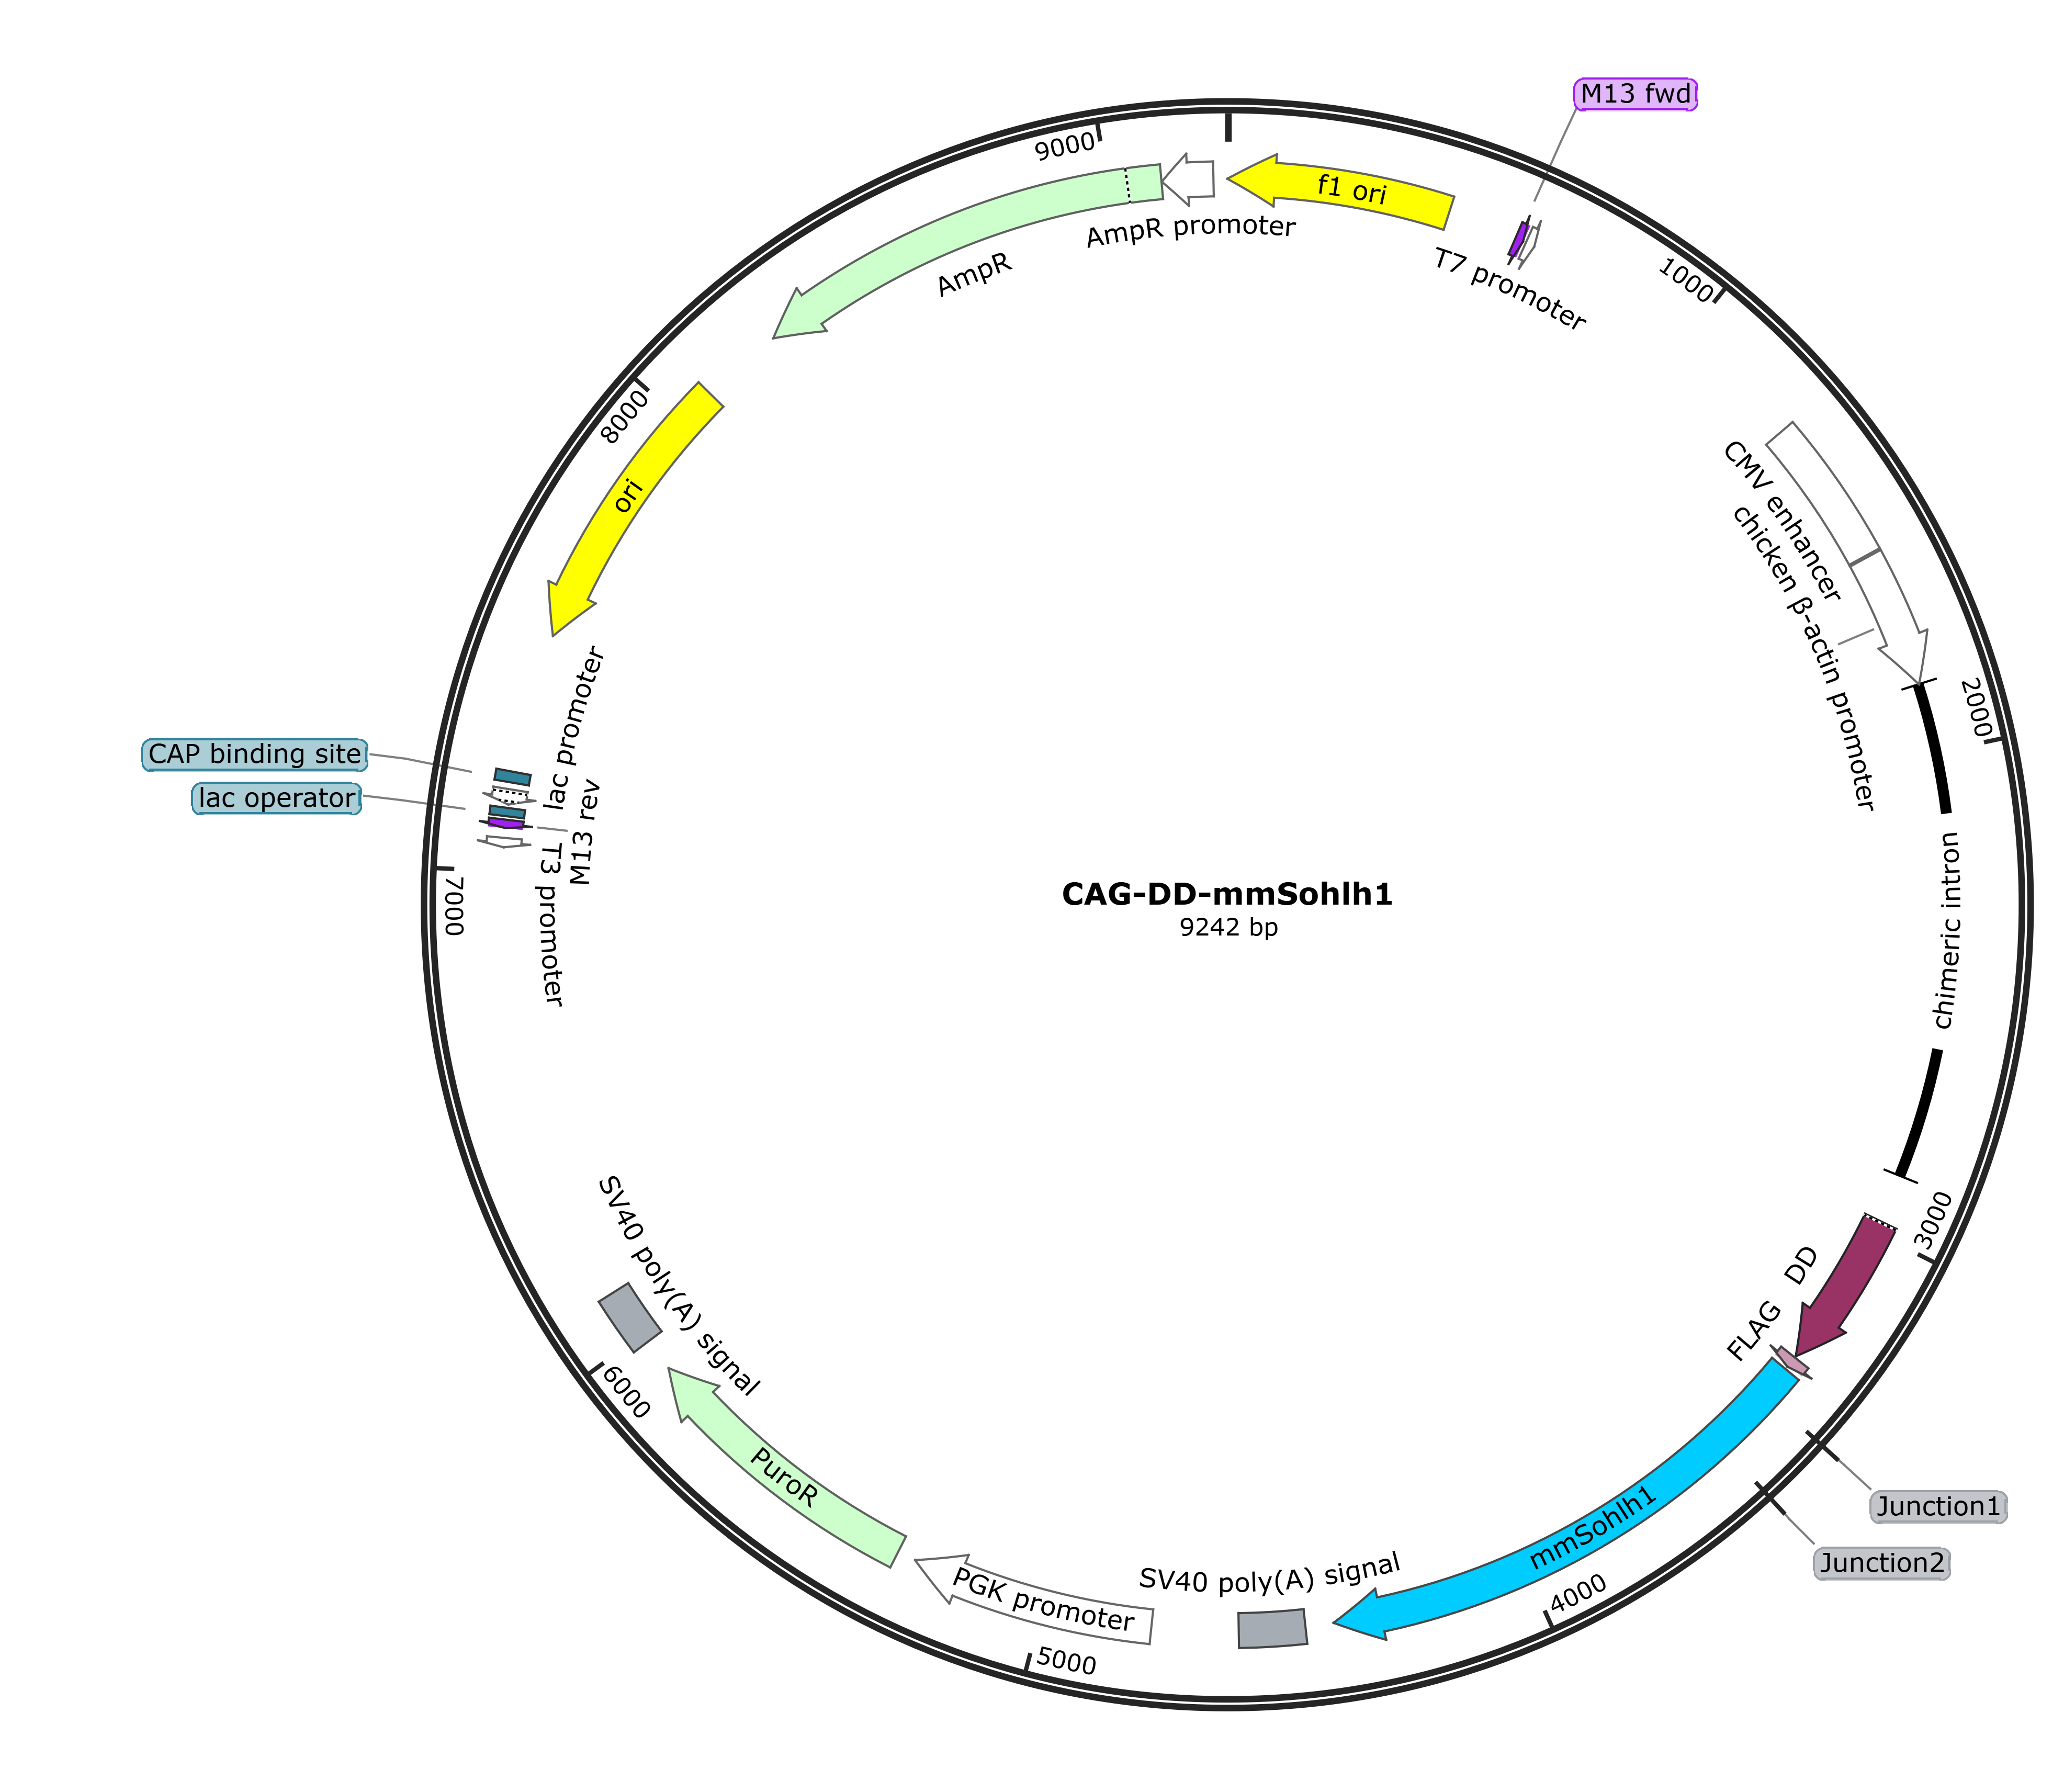 M13 fwd
9000
f1 ori
AmpR promoter
AmpR
T7 promoter
1000
8000
ori
CMV enhancer
chicken β-actin promoter
2000
CAP binding site
lac operator
lac promoter
M13 rev
T3 promoter
7000
chimeric intron
CAG-DD-mmSohlh1
9242 bp
3000
DD
FLAG
SV40 poly(A) signal
6000
PuroR
Junction1
Junction2
mmSohlh1
4000
SV40 poly(A) signal
PGK promoter
5000